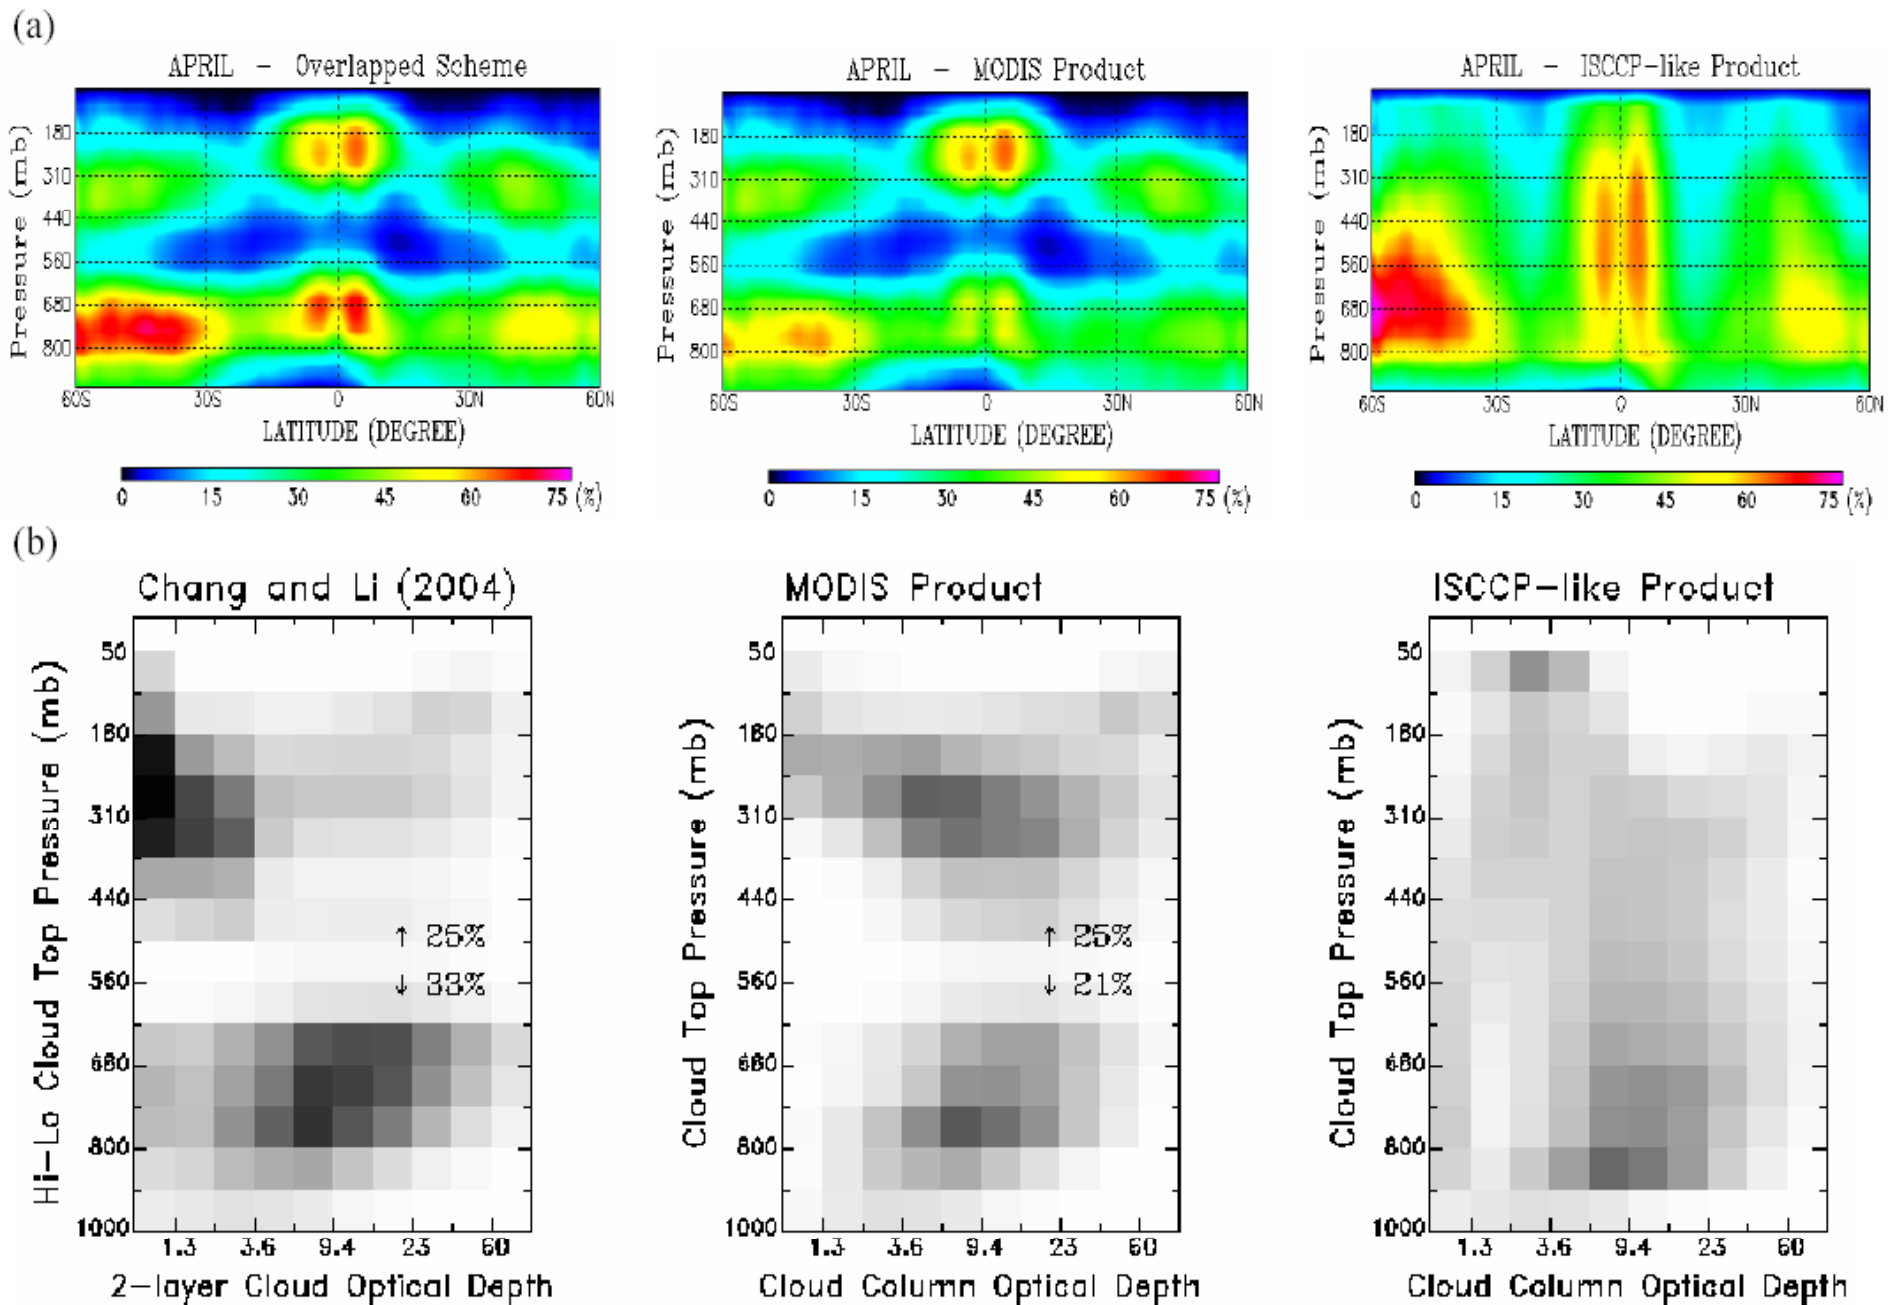 (a)
APRIL – Overlapped Scheme
APRIL – MODIS Product
APRIL – ISCCP-like Product
Pressure (mb)
180
310
440
560
680
800
60S 30S 0 30N 60N
LATITUDE (DEGREE)
0 15 30 45 60 75 (%)
Pressure (mb)
180
310
440
560
680
800
60S 30S 0 30N 60N
LATITUDE (DEGREE)
0 15 30 45 60 75 (%)
Pressure (mb)
180
310
440
560
680
800
60S 30S 0 30N 60N
LATITUDE (DEGREE)
0 15 30 45 60 75 (%)
(b)
Chang and Li (2004)
Hi-Lo Cloud Top Pressure (mb)
50
180
310
440
560
680
800
1000
↑ 25%
↓ 33%
1.3 3.6 9.4 23 60
2-layer Cloud Optical Depth
MODIS Product
Cloud Top Pressure (mb)
50
180
310
440
560
680
800
1000
↑ 25%
↓ 21%
1.3 3.6 9.4 23 60
Cloud Column Optical Depth
ISCCP-like Product
Cloud Top Pressure (mb)
50
180
310
440
560
680
800
1000
1.3 3.6 9.4 23 60
Cloud Column Optical Depth